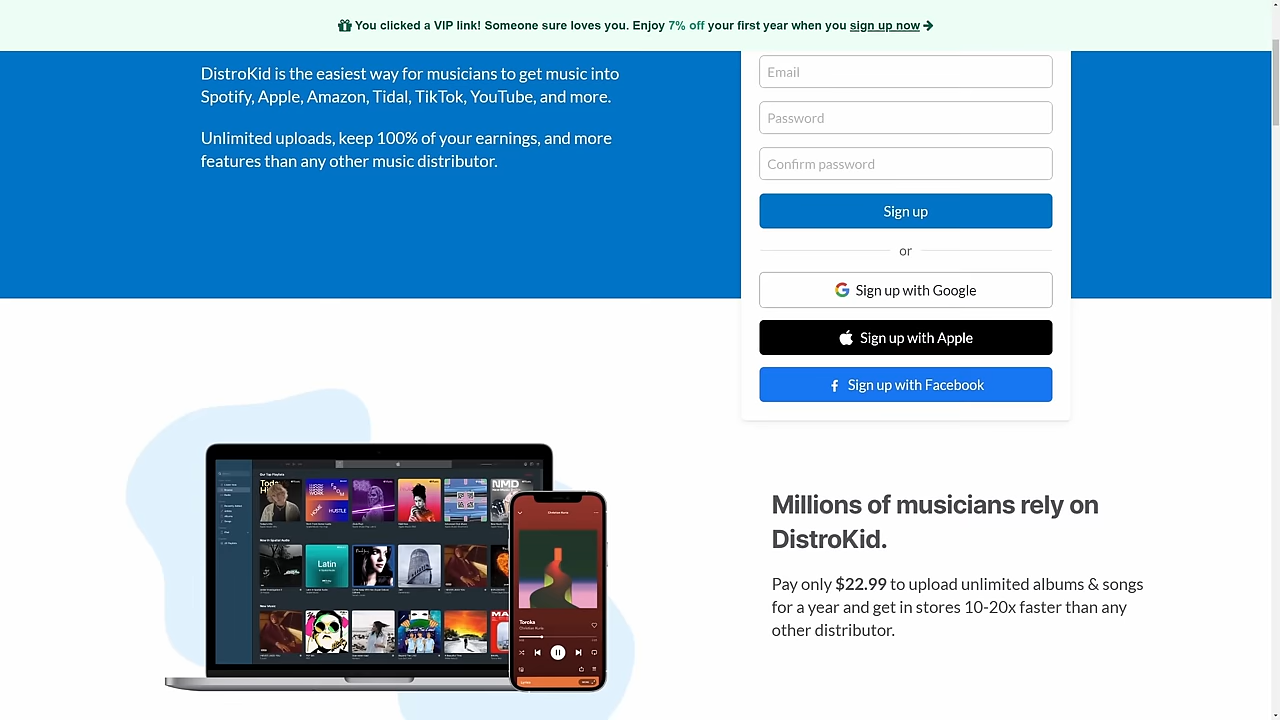 You clicked a VIP link! Someone sure loves you. Enjoy 7% off your first year when you sign up now
DistroKid is the easiest way for musicians to get music into
Spotify, Apple, Amazon, Tidal, TikTok, YouTube, and more.
Unlimited uploads, keep 100% of your earnings, and more
features than any other music distributor.
Email
Password
Confirm password
Sign up
or
Sign up with Google
Sign up with Apple
Sign up with Facebook
Latin
NMD
Toroka
Millions of musicians rely on
DistroKid.
Pay only $22.99 to upload unlimited albums & songs
for a year and get in stores 10-20x faster than any
other distributor.